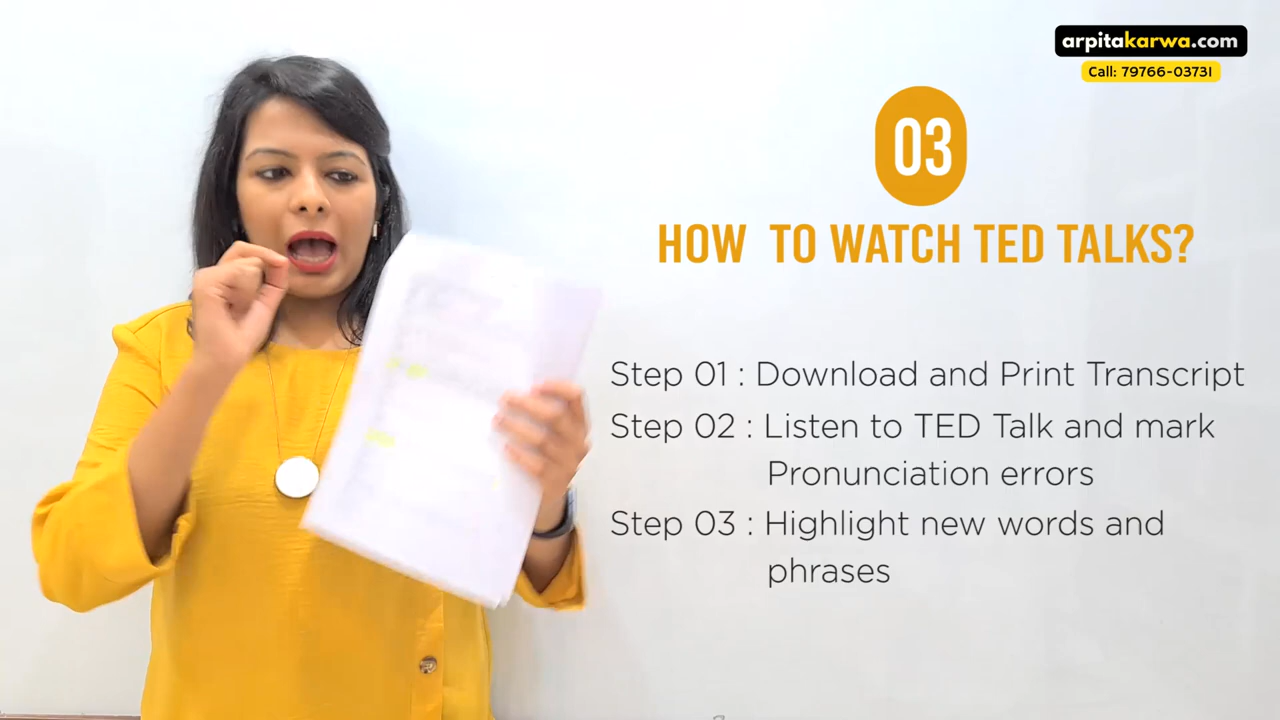 arpitakarwa.com
Call: 79766-03731
03
HOW TO WATCH TED TALKS?
Step 01 : Download and Print Transcript
Step 02 : Listen to TED Talk and mark
Pronunciation errors
Step 03 : Highlight new words and
phrases